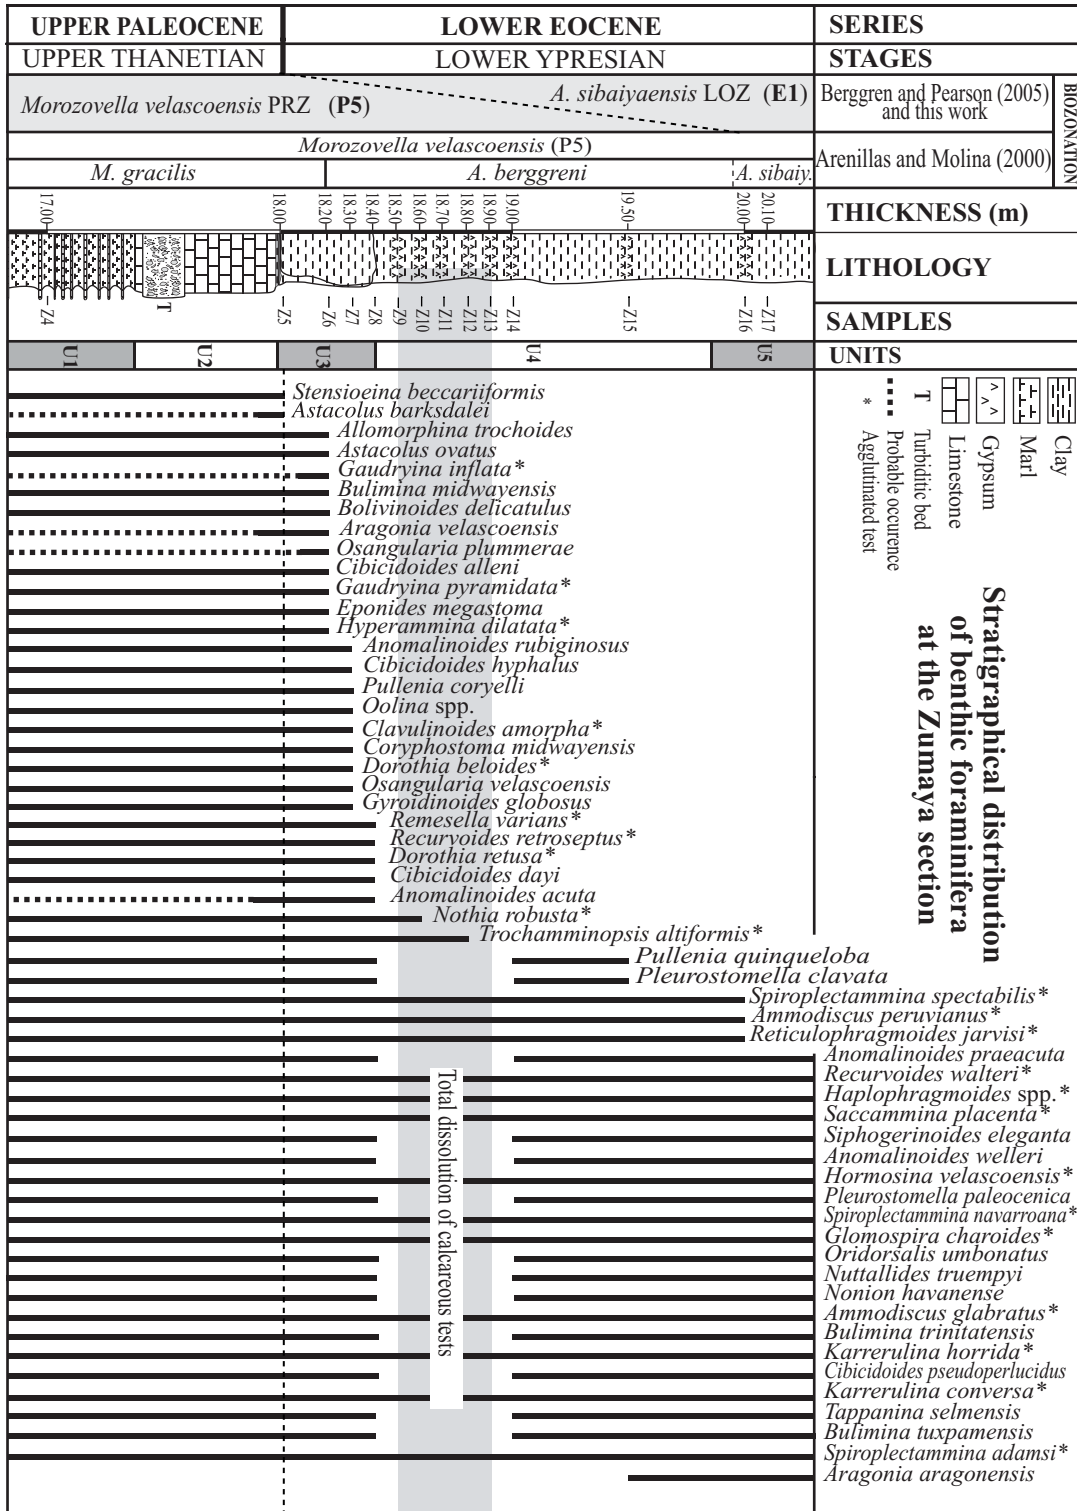 UPPER PALEOCENE LOWER EOCENE SERIES
UPPER THANETIAN LOWER YPRESIAN STAGES
Morozovella velascoensis PRZ (P5) A. sibaiyaensis LOZ (E1) Berggren and Pearson (2005)
and this work
BIOZONATION
Morozovella velascoensis (P5)
Arenillas and Molina (2000)
M. gracilis A. berggreni A. sibaiy.
17.00 18.00 18.20 18.30 18.40 18.50 18.60 18.70 18.80 18.90 19.00 19.50 20.00 20.10 THICKNESS (m)
LITHOLOGY
T
Z4 Z5 Z6 Z7 Z8 Z9 Z10 Z11 Z12 Z13 Z14 Z15 Z16 Z17 SAMPLES
U1 U2 U3 U4 U5 UNITS
Clay
Marl
Gypsum
Limestone
T Turbiditic bed
Probable occurence
* Agglutinated test
Stratigraphical distribution
of benthic foraminifera
at the Zumaya section
Stensioeina beccariiformis
Astacolus barksdalei
Allomorphina trochoides
Astacolus ovatus
Gaudryina inflata*
Bulimina midwayensis
Bolivinoides delicatulus
Aragonia velascoensis
Osangularia plummerae
Cibicidoides alleni
Gaudryina pyramidata*
Eponides megastoma
Hyperammina dilatata*
Anomalinoides rubiginosus
Cibicidoides hyphalus
Pullenia coryelli
Oolina spp.
Clavulinoides amorpha*
Coryphostoma midwayensis
Dorothia beloides*
Osangularia velascoensis
Gyroidinoides globosus
Remesella varians*
Recurvoides retroseptus*
Dorothia retusa*
Cibicidoides dayi
Anomalinoides acuta
Nothia robusta*
Trochamminopsis altiformis*
Pullenia quinqueloba
Pleurostomella clavata
Spiroplectammina spectabilis*
Ammodiscus peruvianus*
Reticulophragmoides jarvisi*
Anomalinoides praeacuta
Recurvoides walteri*
Haplophragmoides spp.*
Saccammina placenta*
Siphogerinoides eleganta
Anomalinoides welleri
Hormosina velascoensis*
Pleurostomella paleocenica
Spiroplectammina navarroana*
Glomospira charoides*
Oridorsalis umbonatus
Nuttallides truempyi
Nonion havanense
Ammodiscus glabratus*
Bulimina trinitatensis
Karrerulina horrida*
Cibicidoides pseudoperlucidus
Karrerulina conversa*
Tappanina selmensis
Bulimina tuxpamensis
Spiroplectammina adamsi*
Aragonia aragonensis
Total dissolution of calcareous tests